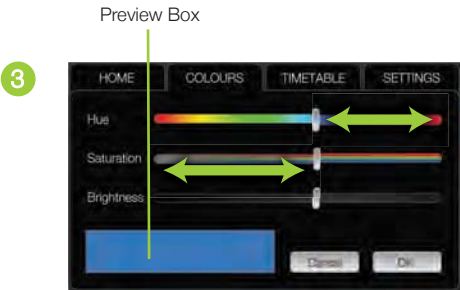 Preview Box
3
HOME COLOURS TIMETABLE SETTINGS
Hue
Saturation
Brightness
Cancel OK